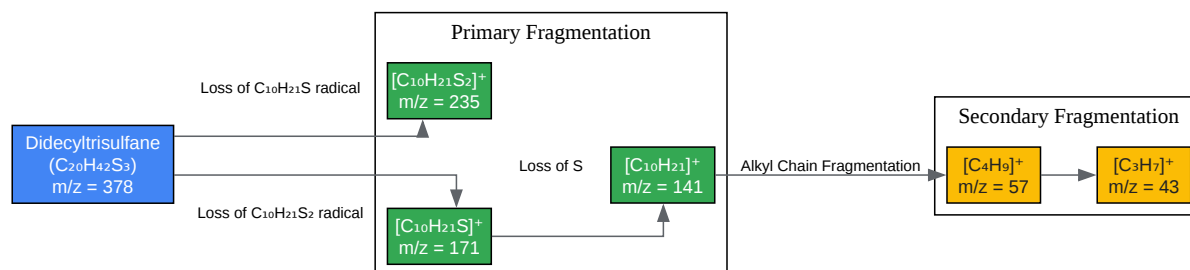 Primary Fragmentation
Loss of C₁₀H₂₁S radical
[C₁₀H₂₁S₂]⁺
m/z = 235
Didecyltrisulfane
(C₂₀H₄₂S₃)
m/z = 378
Loss of C₁₀H₂₁S₂ radical
[C₁₀H₂₁S]⁺
m/z = 171
Loss of S
[C₁₀H₂₁]⁺
m/z = 141
Alkyl Chain Fragmentation
Secondary Fragmentation
[C₄H₉]⁺
m/z = 57
[C₃H₇]⁺
m/z = 43